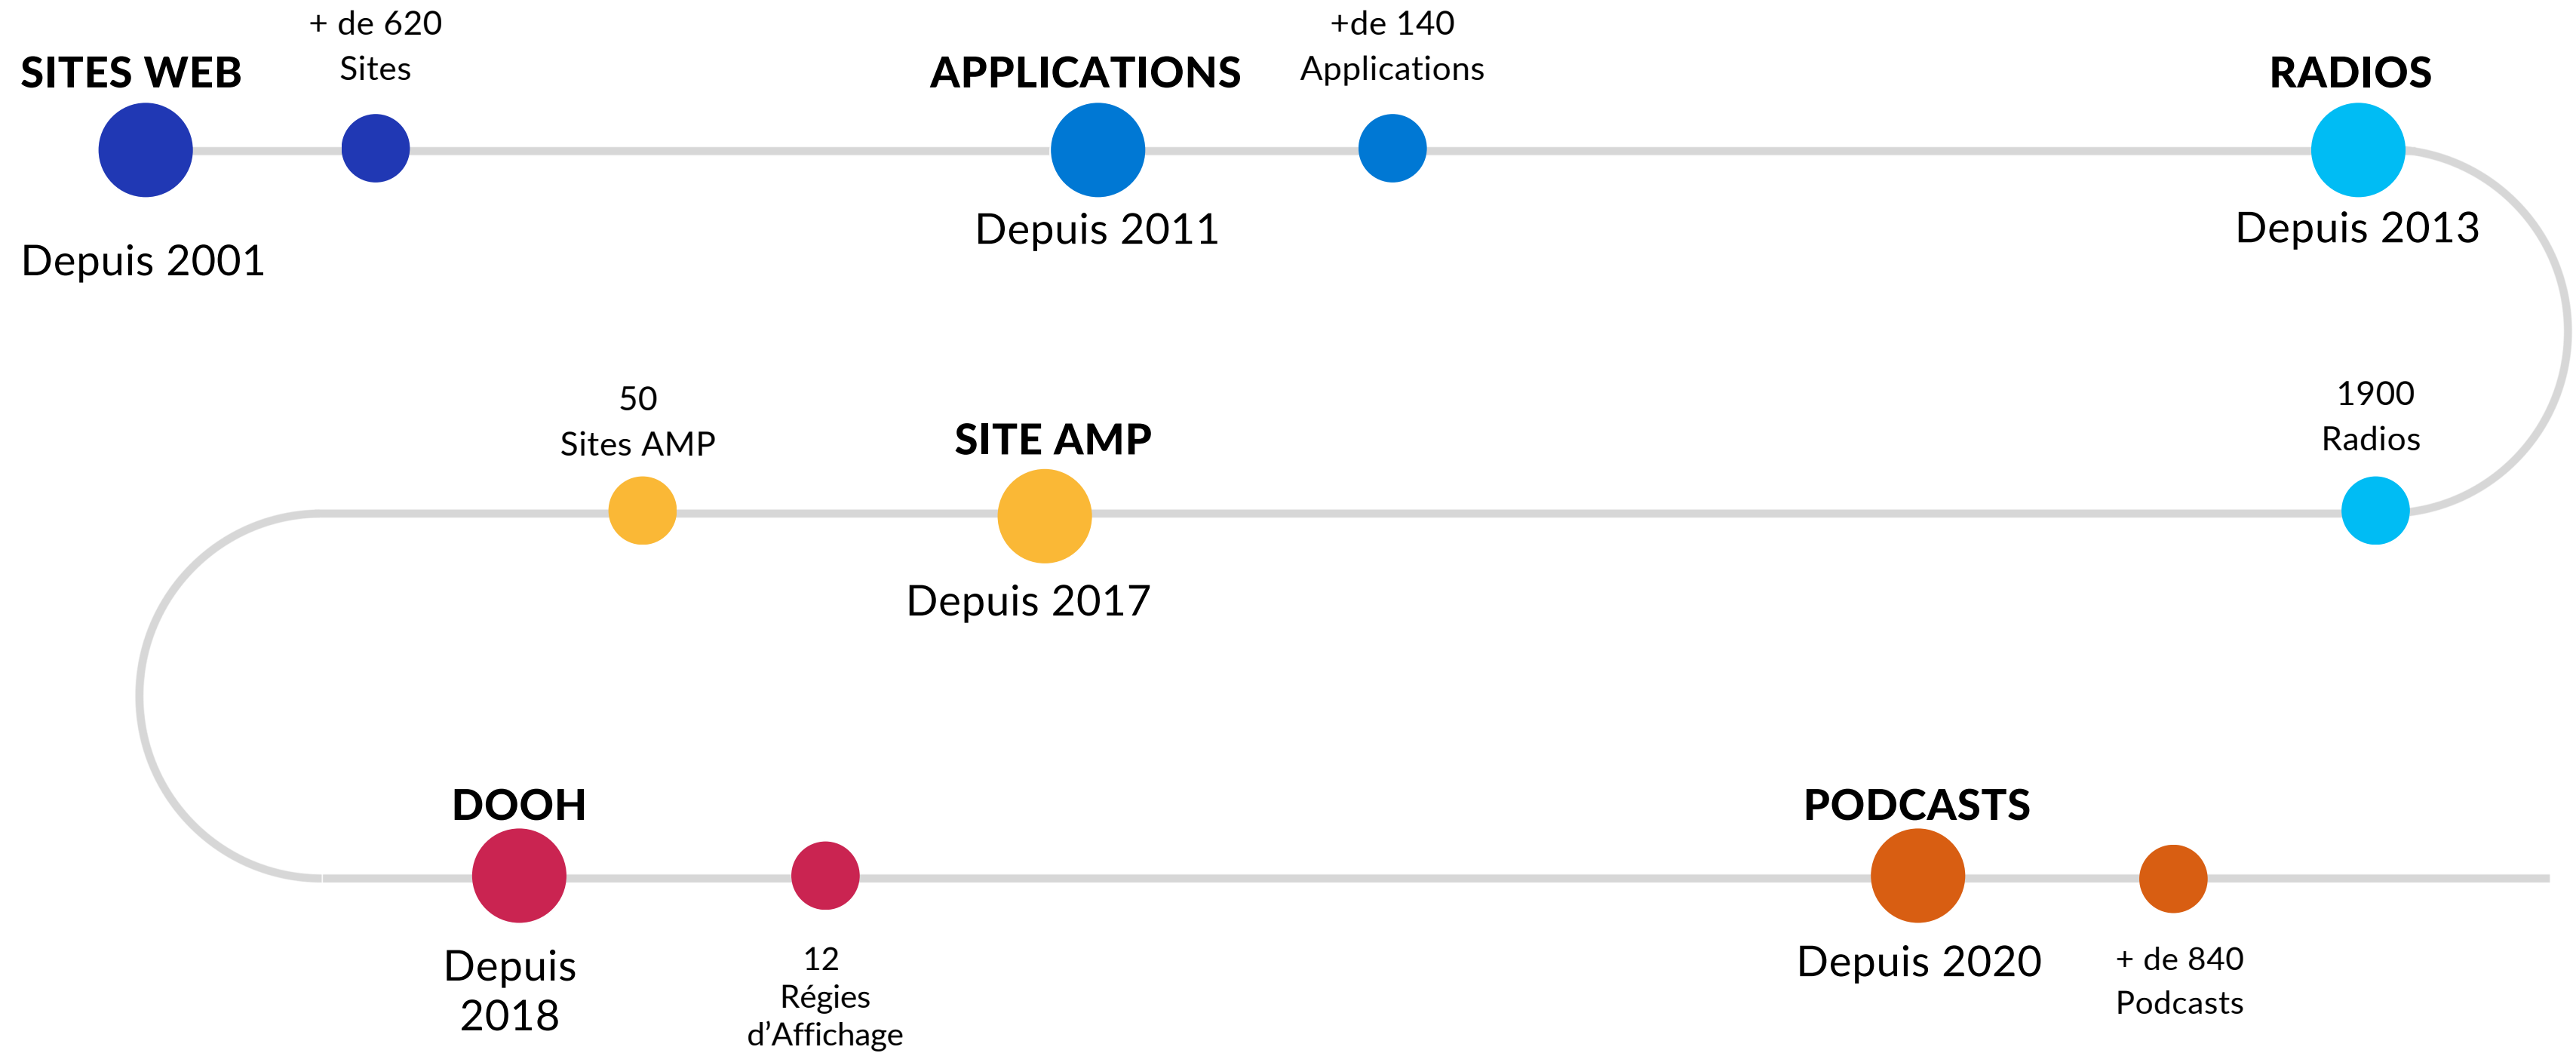 SITES WEB
+ de 620
Sites
Depuis 2001
APPLICATIONS
+de 140
Applications
Depuis 2011
RADIOS
Depuis 2013
1900
Radios
SITE AMP
Depuis 2017
50
Sites AMP
DOOH
Depuis
2018
12
Régies
d’Affichage
PODCASTS
Depuis 2020
+ de 840
Podcasts